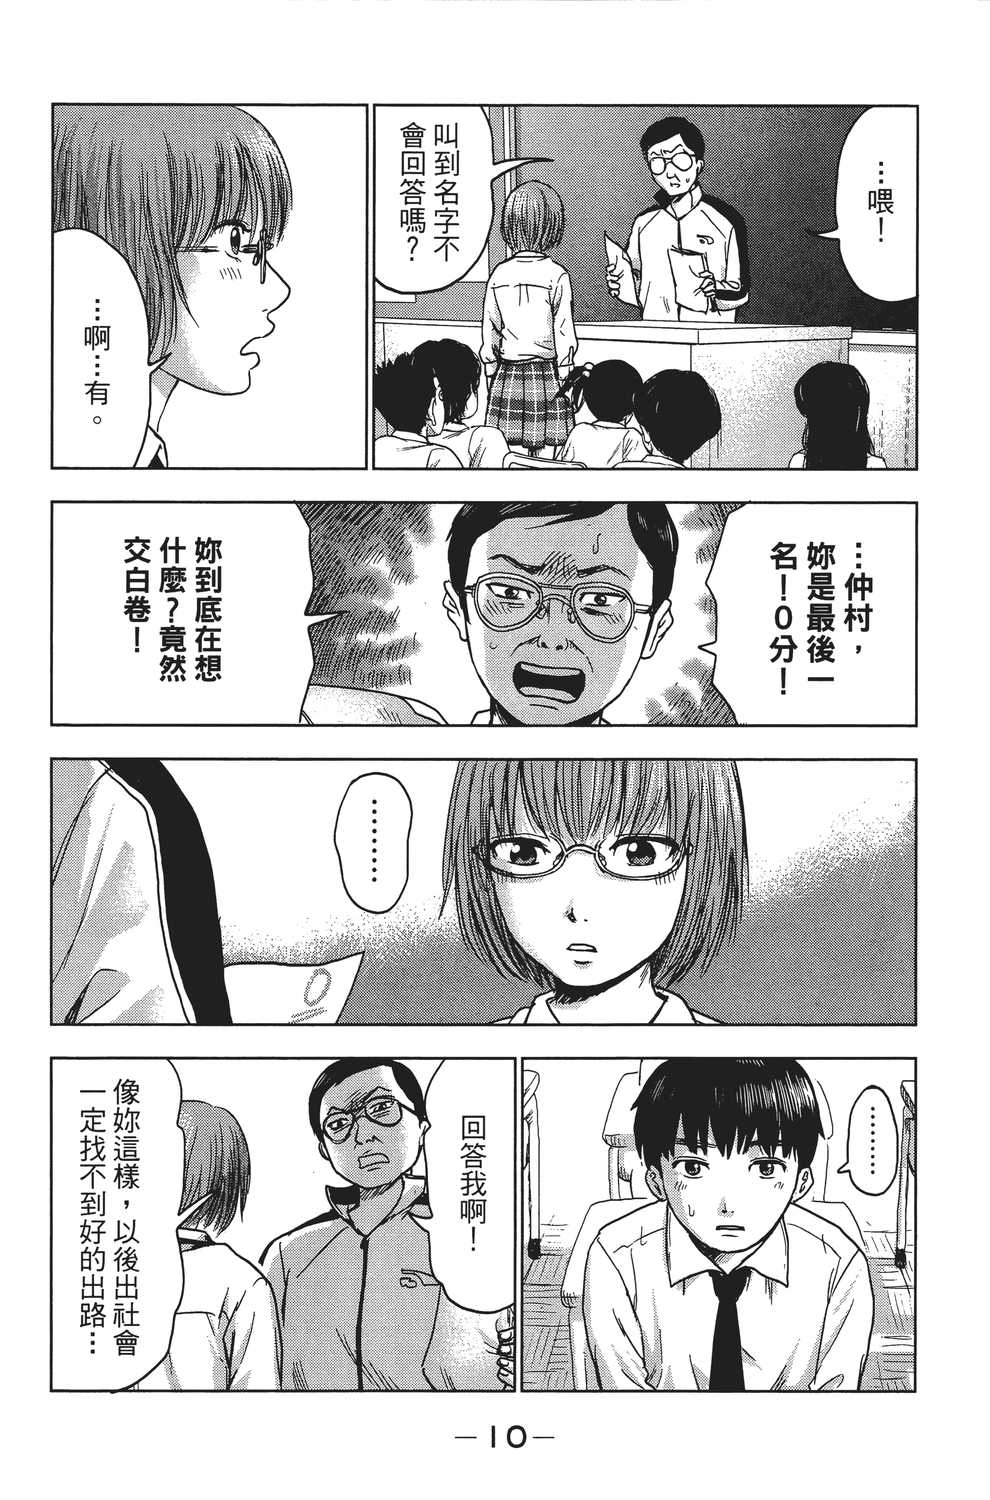 …喂！
叫到名字不
會回答嗎？
…啊…有。
…仲村，
妳是最後一
名！0分！
妳到底在想
什麼？竟然
交白卷！
………
0
………
回答我啊！
像妳這樣，以後出社會
一定找不到好的出路…
—10—